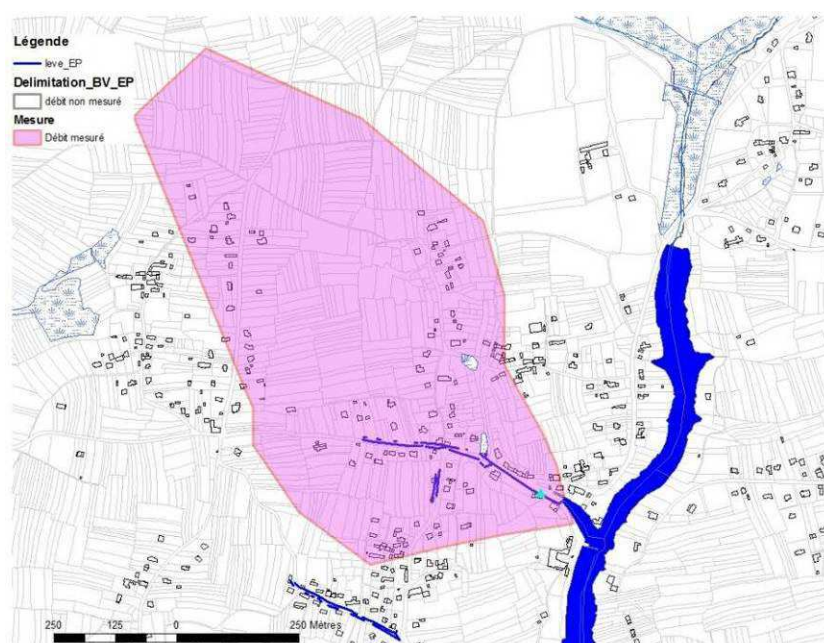 Légende
leve_EP
Delimitation_BV_EP
débit non mesuré
Mesure
Débit mesuré
250 125 0 250 Mètres